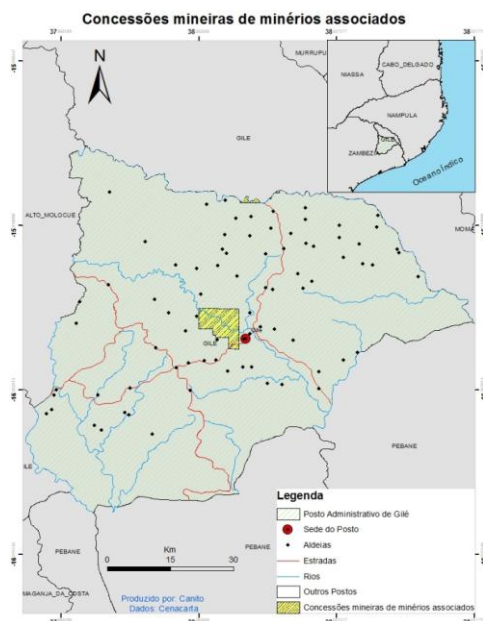 Concessões mineiras de minérios associados
37
38
38
38
MURRUPU
NIASSA
CABO_DELGADO
NAMPULA
GILE
ZAMBEZIA
Oceano Índico
GILE
ALTO_MOLOCUE
MOMA
GILE
PEBANE
ILE
PEBANE
PEBANE
MAGANJA_DA_COSTA
Km
0 15 30
Produzido por: Canito
Dados: Cenacarta
Legenda
Posto Administrativo de Gilé
Sede do Posto
Aldeias
Estradas
Rios
Outros Postos
Concessões mineiras de minérios associados